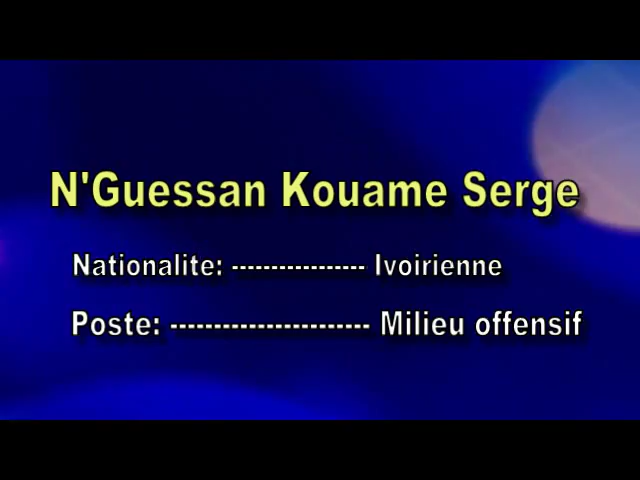 N'Guessan Kouame Serge
Nationalite: ----------------- Ivoirienne
Poste: ----------------------- Milieu offensif